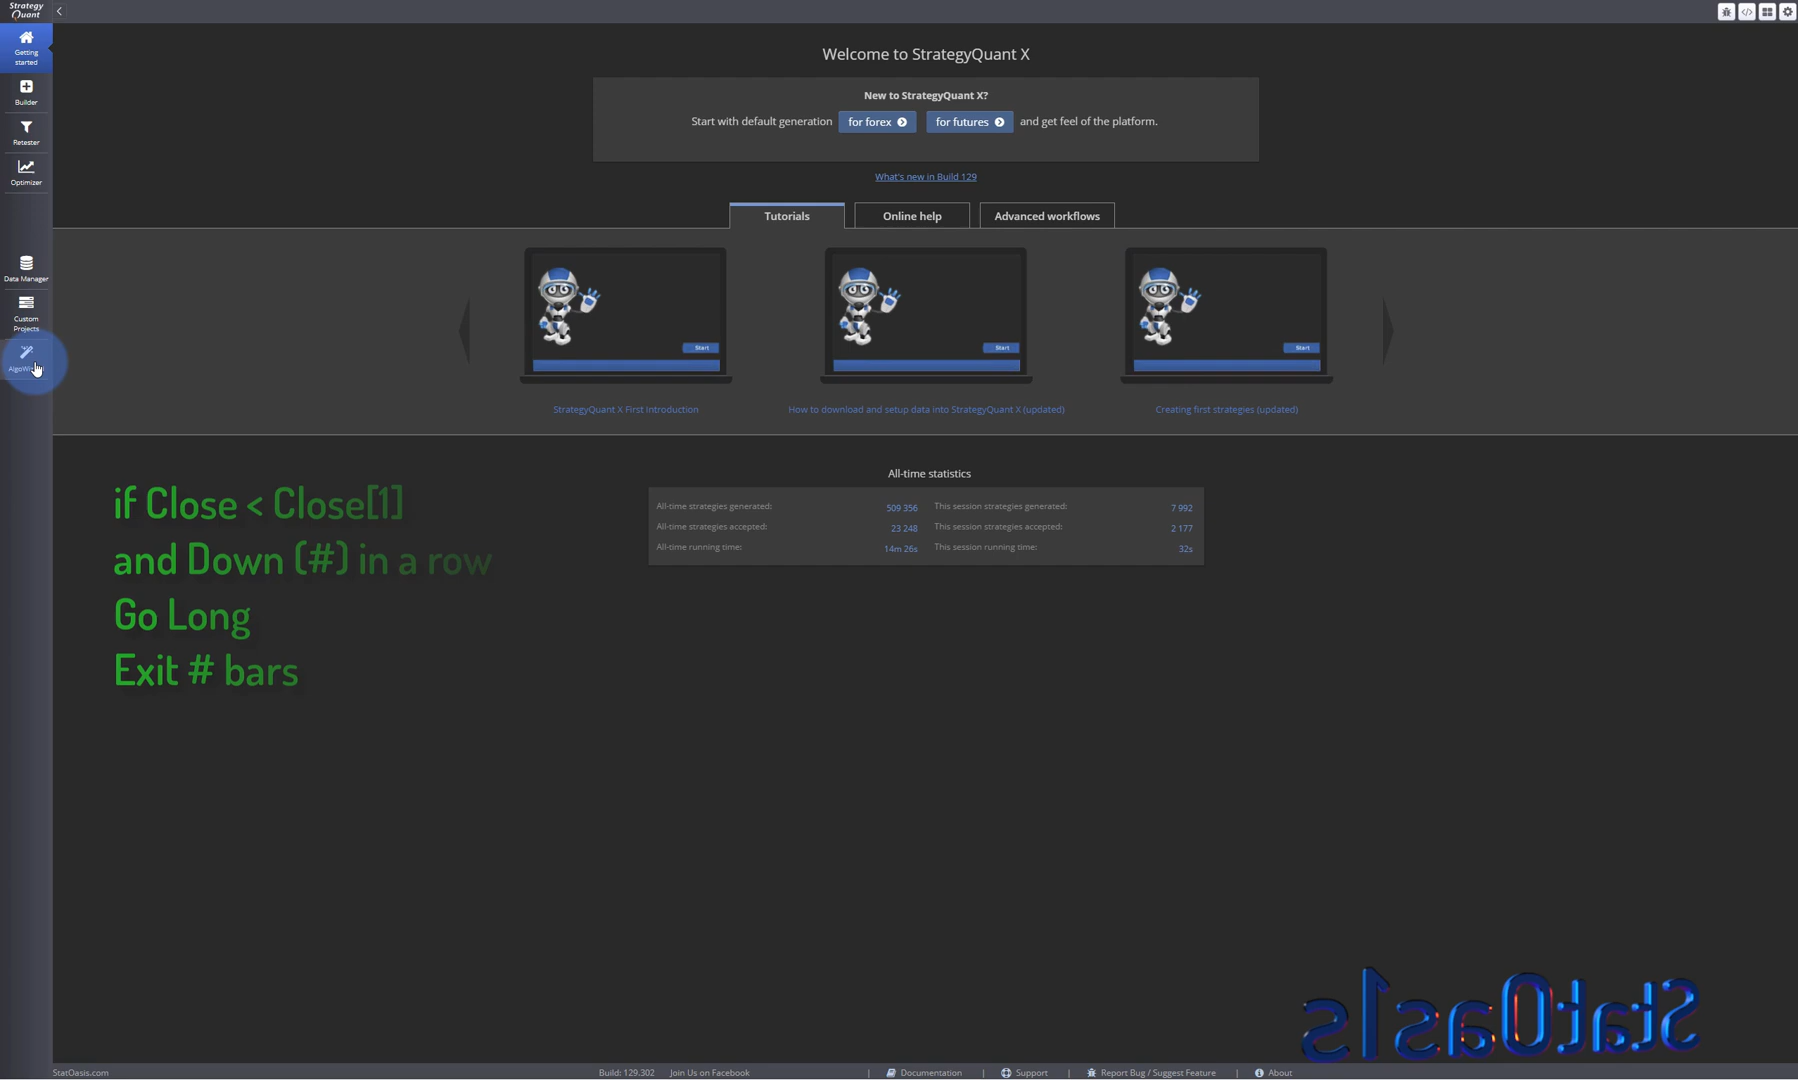 Strategy
Quant
Getting
started
Builder
Retester
Optimizer
Data Manager
Custom
Projects
Welcome to StrategyQuant X
New to StrategyQuant X?
Start with default generation for forex for futures and get feel of the platform.
What's new in Build 129
Tutorials Online help Advanced workflows
Start Start Start
StrategyQuant X First Introduction How to download and setup data into StrategyQuant X (updated) Creating first strategies (updated)
All-time statistics
All-time strategies generated: 509 356 This session strategies generated: 7 992
All-time strategies accepted: 23 248 This session strategies accepted: 2 177
All-time running time: 14m 26s This session running time: 32s
if Close < Close[1]
and Down (#) in a row
Go Long
Exit # bars
StatOas1s
StatOasis.com Build: 129.302 Join Us on Facebook | Documentation | Support | Report Bug / Suggest Feature | About